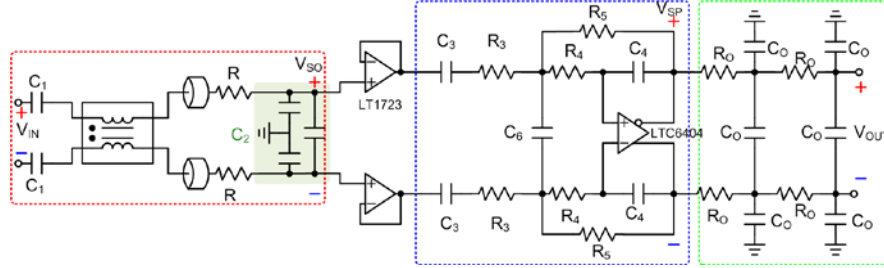 R5
VSP
+
C3
R3
R4
C4
RO
CO
RO
CO
C1
+
VIN
−
C1
R
VSO
+
C2
R
−
+
LT1723
+
C6
+
LTC6404
−
CO
CO
+
VOUT
−
C3
R3
R4
C4
R5
−
RO
CO
RO
CO